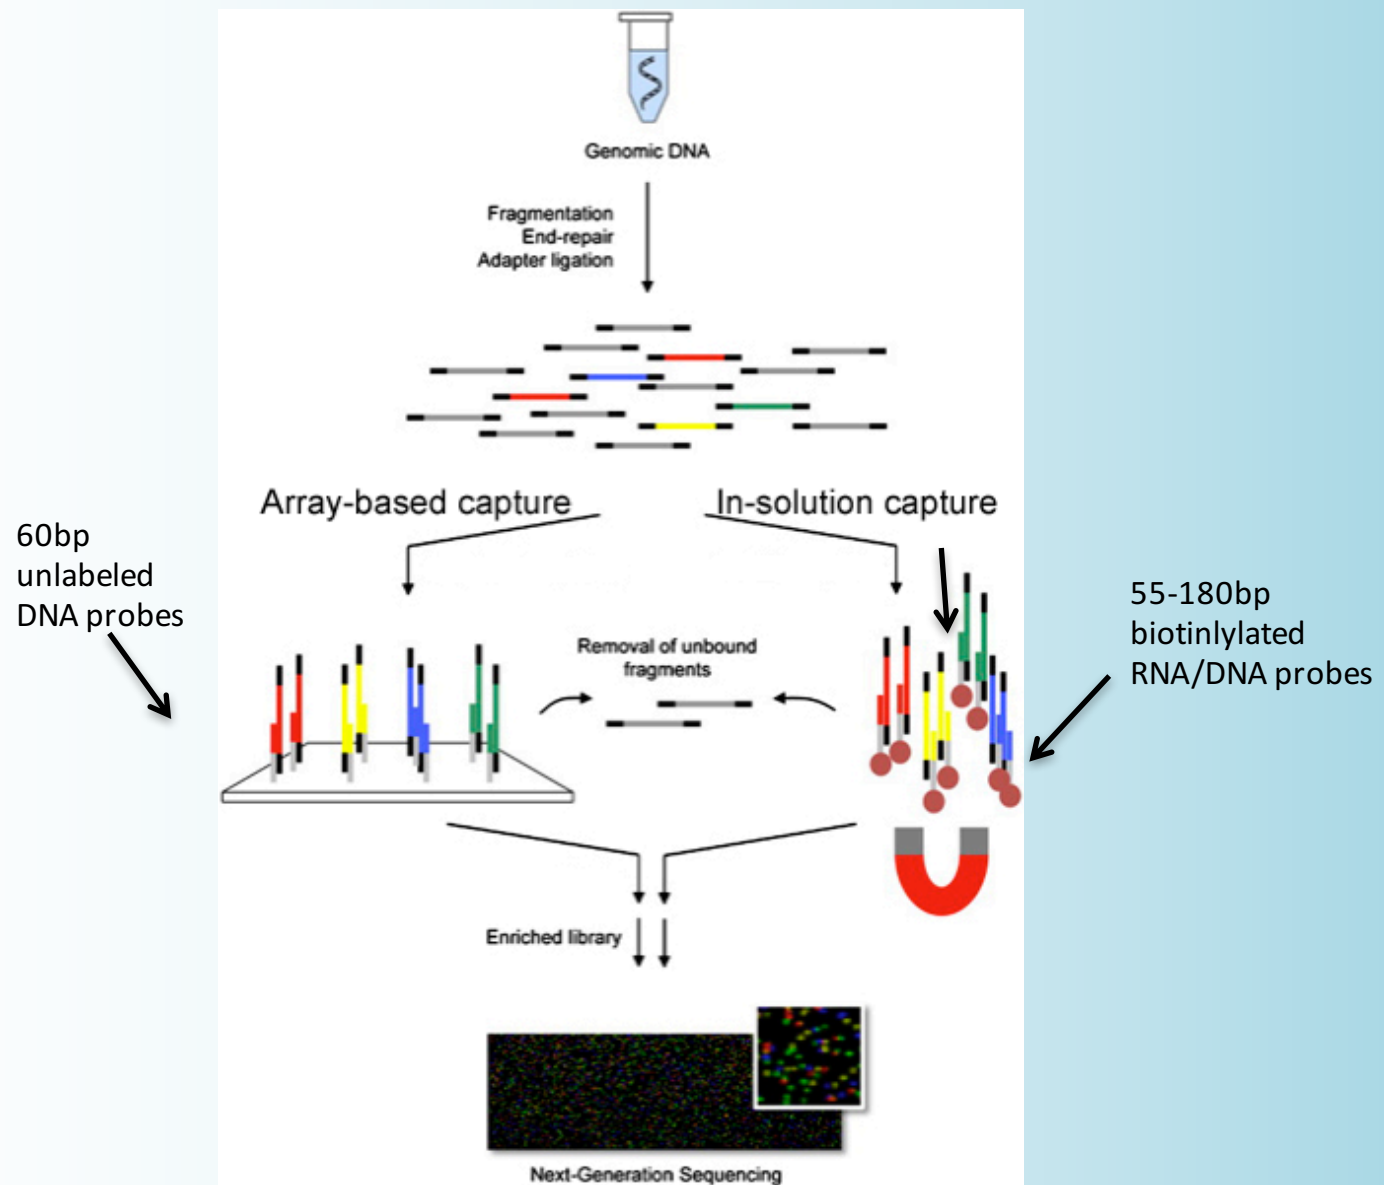 Genomic DNA
Fragmentation
End-repair
Adapter ligation
Array-based capture
In-solution capture
60bp
unlabeled
DNA probes
Removal of unbound
fragments
55-180bp
biotinlylated
RNA/DNA probes
Enriched library
Next-Generation Sequencing